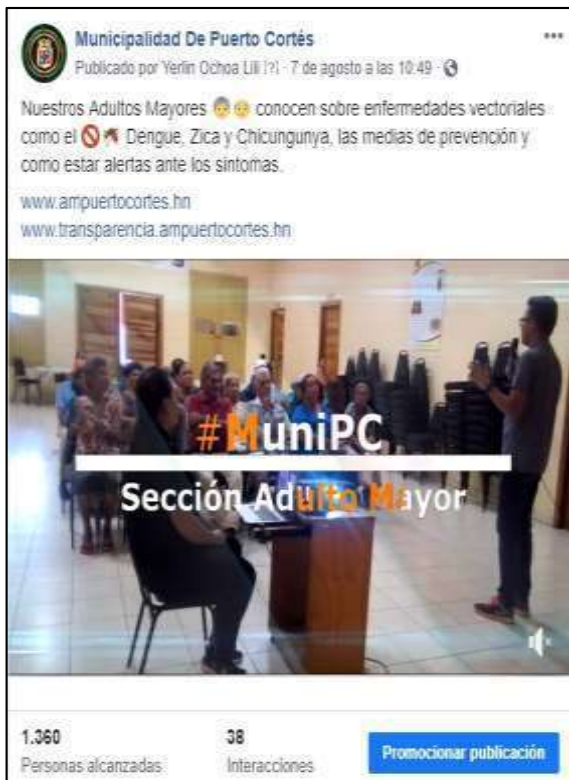 Municipalidad De Puerto Cortés
Publicado por Yerlin Ochoa Lili [?] · 7 de agosto a las 10:49 ·
Nuestros Adultos Mayores conocen sobre enfermedades vectoriales
como el Dengue, Zica y Chicungunya, las medias de prevención y
como estar alertas ante los sintomas.
www.ampuertocortes.hn
www.transparencia.ampuertocortes.hn
#MuniPC
Sección Adulto Mayor
1.360
Personas alcanzadas
38
Interacciones
Promocionar publicación